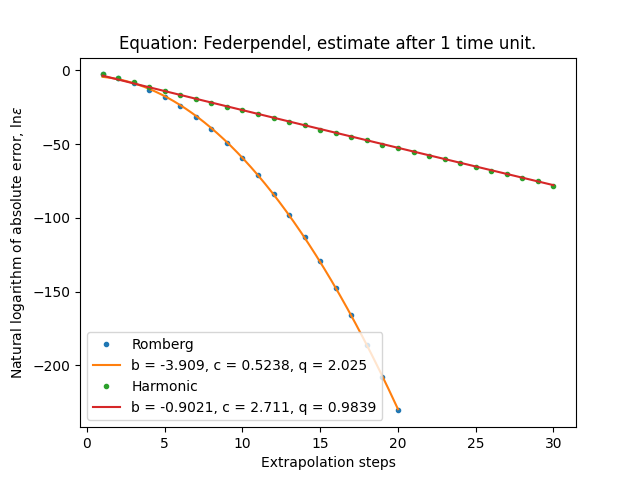 Equation: Federpendel, estimate after 1 time unit.
Natural logarithm of absolute error, lnε
0
−50
−100
−150
−200
Romberg
b = -3.909, c = 0.5238, q = 2.025
Harmonic
b = -0.9021, c = 2.711, q = 0.9839
0 5 10 15 20 25 30
Extrapolation steps